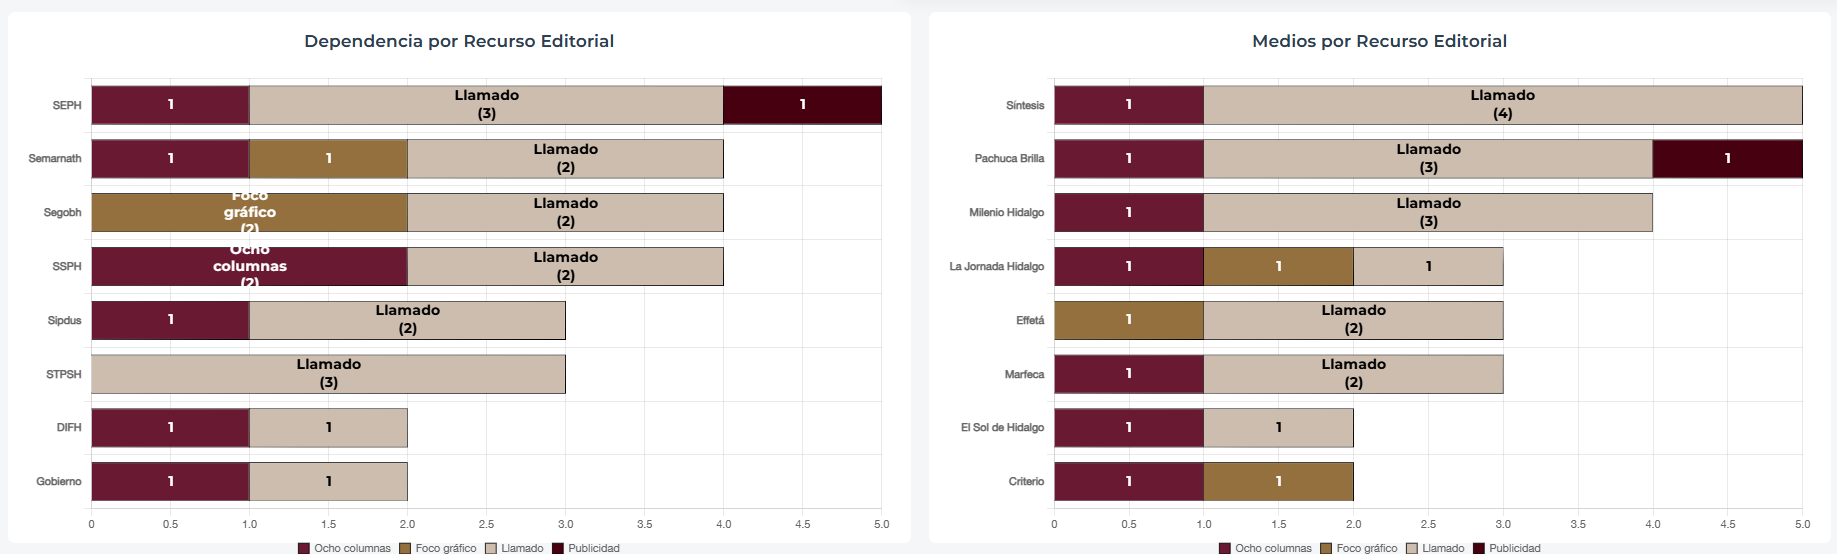 Dependencia por Recurso Editorial
SEPH
1
Llamado
(3)
1
Semarnath
1
1
Llamado
(2)
Segobh
Foco
gráfico
(2)
Llamado
(2)
SSPH
Ocho
columnas
(2)
Llamado
(2)
Sipdus
1
Llamado
(2)
STPSH
Llamado
(3)
DIFH
1
1
Gobierno
1
1
0 0.5 1.0 1.5 2.0 2.5 3.0 3.5 4.0 4.5 5.0
Ocho columnas Foco gráfico Llamado Publicidad
Medios por Recurso Editorial
Síntesis
1
Llamado
(4)
Pachuca Brilla
1
Llamado
(3)
1
Milenio Hidalgo
1
Llamado
(3)
La Jornada Hidalgo
1
1
1
Effetá
1
Llamado
(2)
Marfeca
1
Llamado
(2)
El Sol de Hidalgo
1
1
Criterio
1
1
0 0.5 1.0 1.5 2.0 2.5 3.0 3.5 4.0 4.5 5.0
Ocho columnas Foco gráfico Llamado Publicidad